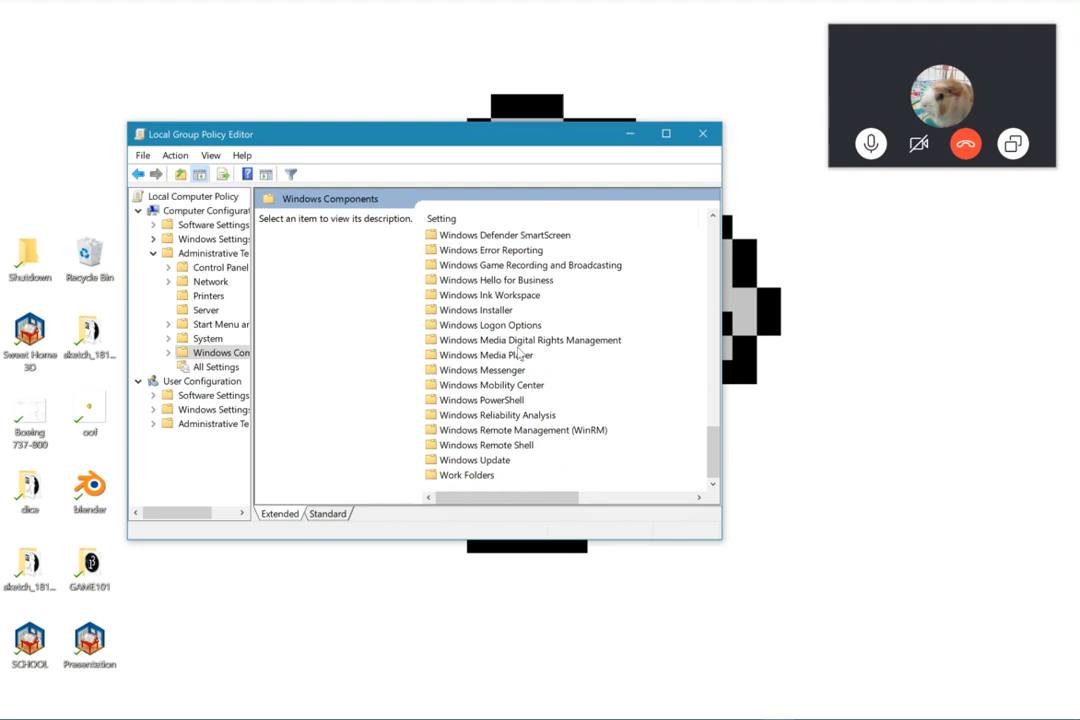 Local Group Policy Editor
File Action View Help
Local Computer Policy
Computer Configurat
Software Settings
Windows Setting
Administrative Te
Control Panel
Network
Printers
Server
Start Menu ar
System
Windows Con
All Settings
User Configuration
Software Settings
Windows Setting
Administrative Te
Windows Components
Select an item to view its description.
Setting
Windows Defender SmartScreen
Windows Error Reporting
Windows Game Recording and Broadcasting
Windows Hello for Business
Windows Ink Workspace
Windows Installer
Windows Logon Options
Windows Media Digital Rights Management
Windows Media Player
Windows Messenger
Windows Mobility Center
Windows PowerShell
Windows Reliability Analysis
Windows Remote Management (WinRM)
Windows Remote Shell
Windows Update
Work Folders
Extended Standard
Shutdown
Recycle Bin
Sweet Home
3D
sketch_181...
Boeing
737-800
oof
dice
blender
sketch_181...
GAME101
SCHOOL
Presentation